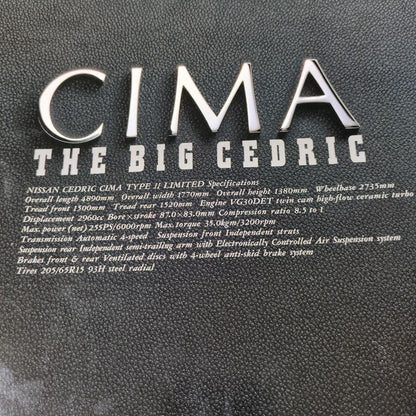 CIMA
THE BIG CEDRIC
NISSAN CEDRIC CIMA TYPE II LIMITED Specifications
Overall length 4890mm Overall width 1770mm Overall height 1380mm Wheelbase 2735mm
Tread front 1500mm Tread rear 1520mm Engine VG30DET twin cam high-flow ceramic turbo
Displacement 2960cc Bore×stroke 87.0×83.0mm Compression ratio 8.5 to 1
Max. power (net) 255PS/6000rpm Max. torque 35.0kgm/3200rpm
Transmission Automatic 4-speed Suspension front Independent struts
Suspension rear Independent semi-trailing arm with Electronically Controlled Air Suspension system
Brakes front & rear Ventilated discs with 4-wheel anti-skid brake system
Tires 205/65R15 93H steel radial